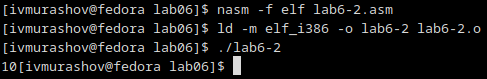 [ivmurashov@fedora lab06]$ nasm -f elf lab6-2.asm
[ivmurashov@fedora lab06]$ ld -m elf_i386 -o lab6-2 lab6-2.o
[ivmurashov@fedora lab06]$ ./lab6-2
10[ivmurashov@fedora lab06]$